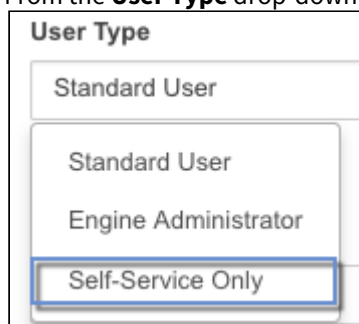 From the User Type drop-down
User Type
Standard User
Standard User
Engine Administrator
Self-Service Only